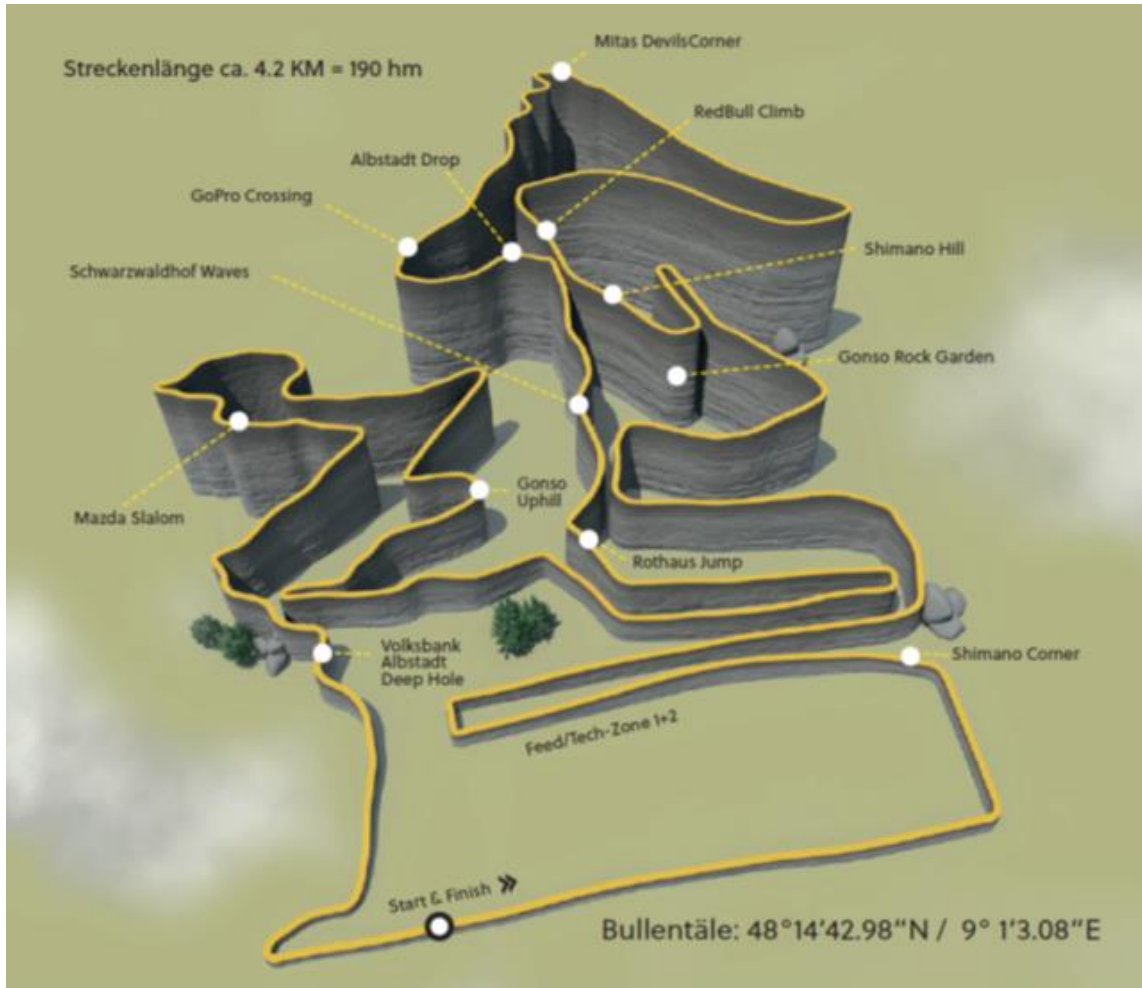 Mitas DevilsCorner
Streckenlänge ca. 4.2 KM = 190 hm
RedBull Climb
Albstadt Drop
GoPro Crossing
Shimano Hill
Schwarzwaldhof Waves
Gonso Rock Garden
Gonso
Uphill
Mazda Slalom
Rothaus Jump
Volksbank
Albstadt
Deep Hole
Shimano Corner
Feed/Tech-Zone 1+2
Start & Finish »
Bullentäle: 48°14'42.98"N / 9° 1'3.08"E